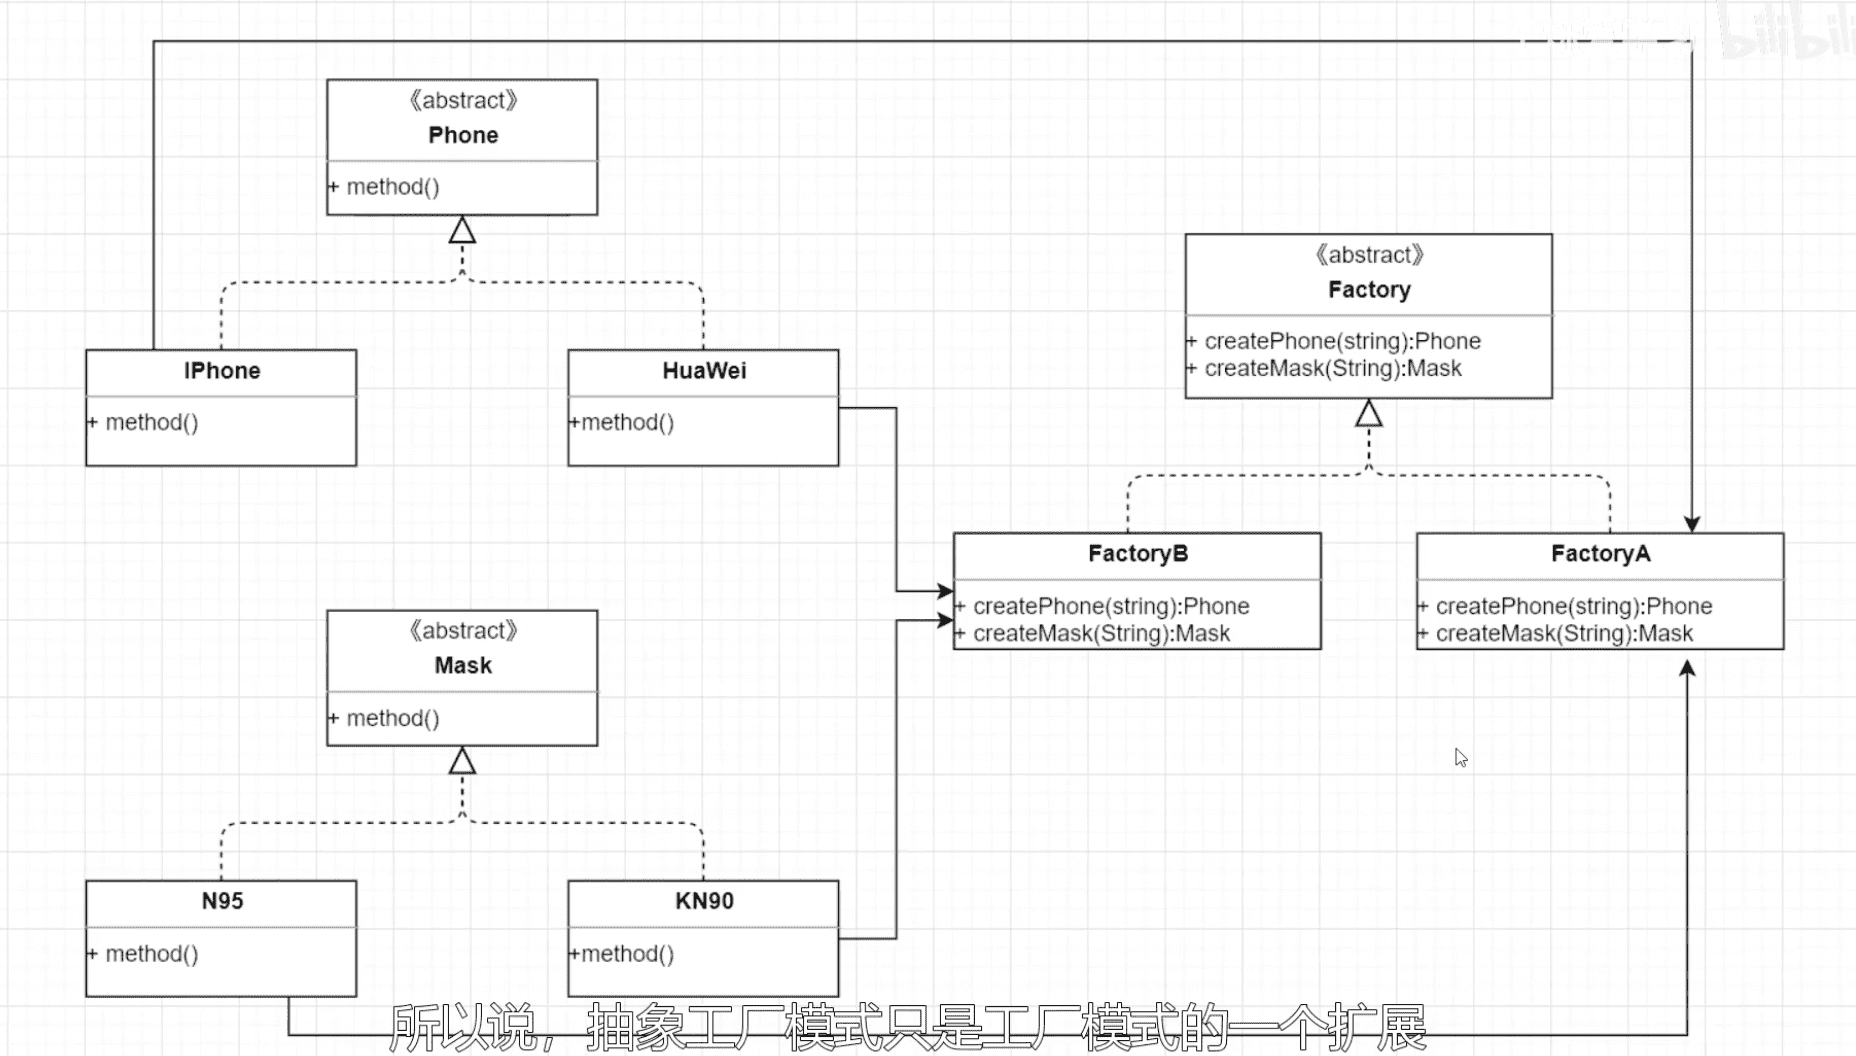 bilibili
《abstract》
Phone
+ method()
IPhone
+ method()
HuaWei
+method()
《abstract》
Factory
+ createPhone(string):Phone
+ createMask(String):Mask
FactoryB
+ createPhone(string):Phone
+ createMask(String):Mask
FactoryA
+ createPhone(string):Phone
+ createMask(String):Mask
《abstract》
Mask
+ method()
N95
+ method()
KN90
+method()
所以说，抽象工厂模式只是工厂模式的一个扩展